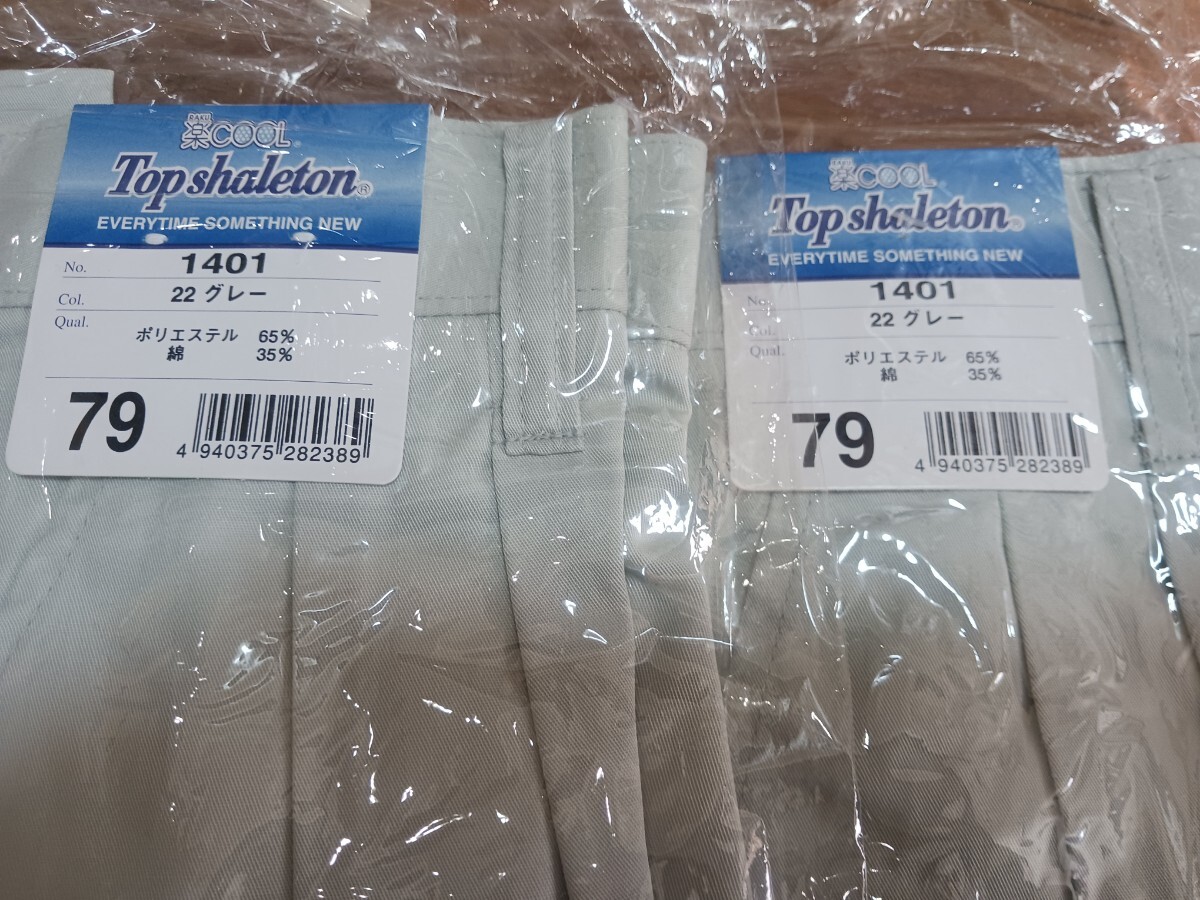 RAKU
楽COOL
Top shaleton®
EVERYTIME SOMETHING NEW
No. 1401
Col. 22 グレー
Qual.
ポリエステル 65%
綿 35%
79
4 940375 282389
RAKU
楽COOL
Top shaleton®
EVERYTIME SOMETHING NEW
No. 1401
Col. 22 グレー
Qual.
ポリエステル 65%
綿 35%
79
4 940375 282389